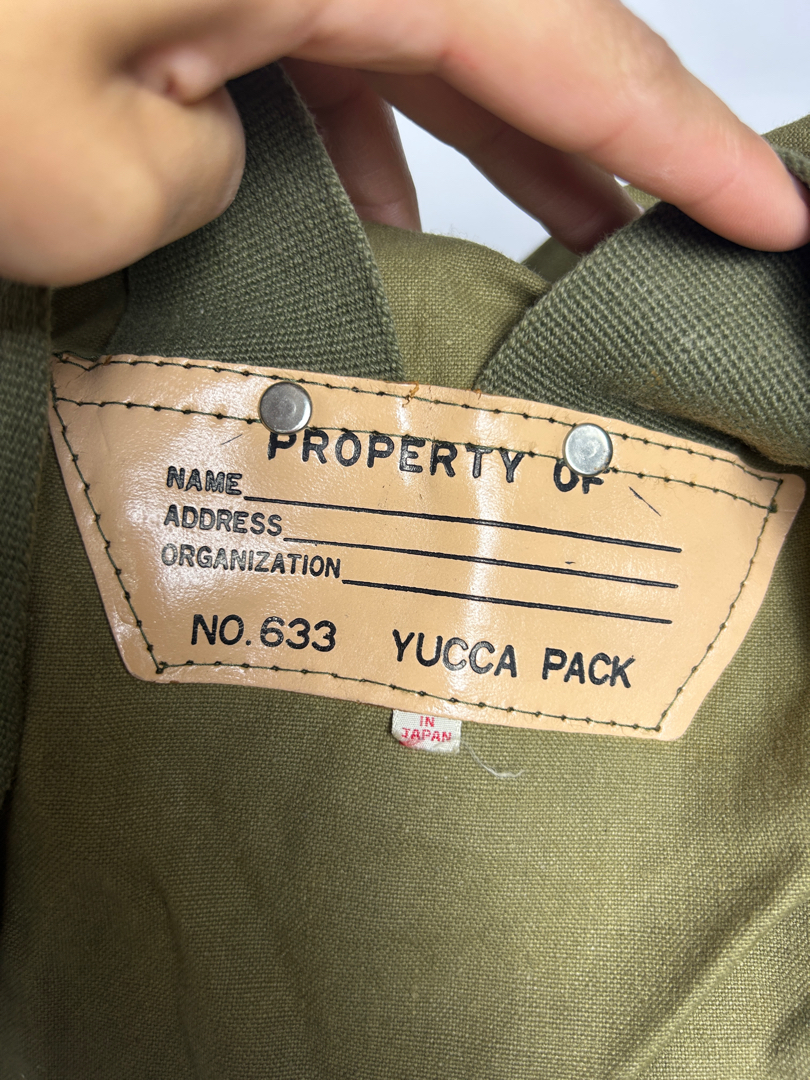 PROPERTY OF
NAME
ADDRESS
ORGANIZATION
NO. 633 YUCCA PACK
IN
JAPAN